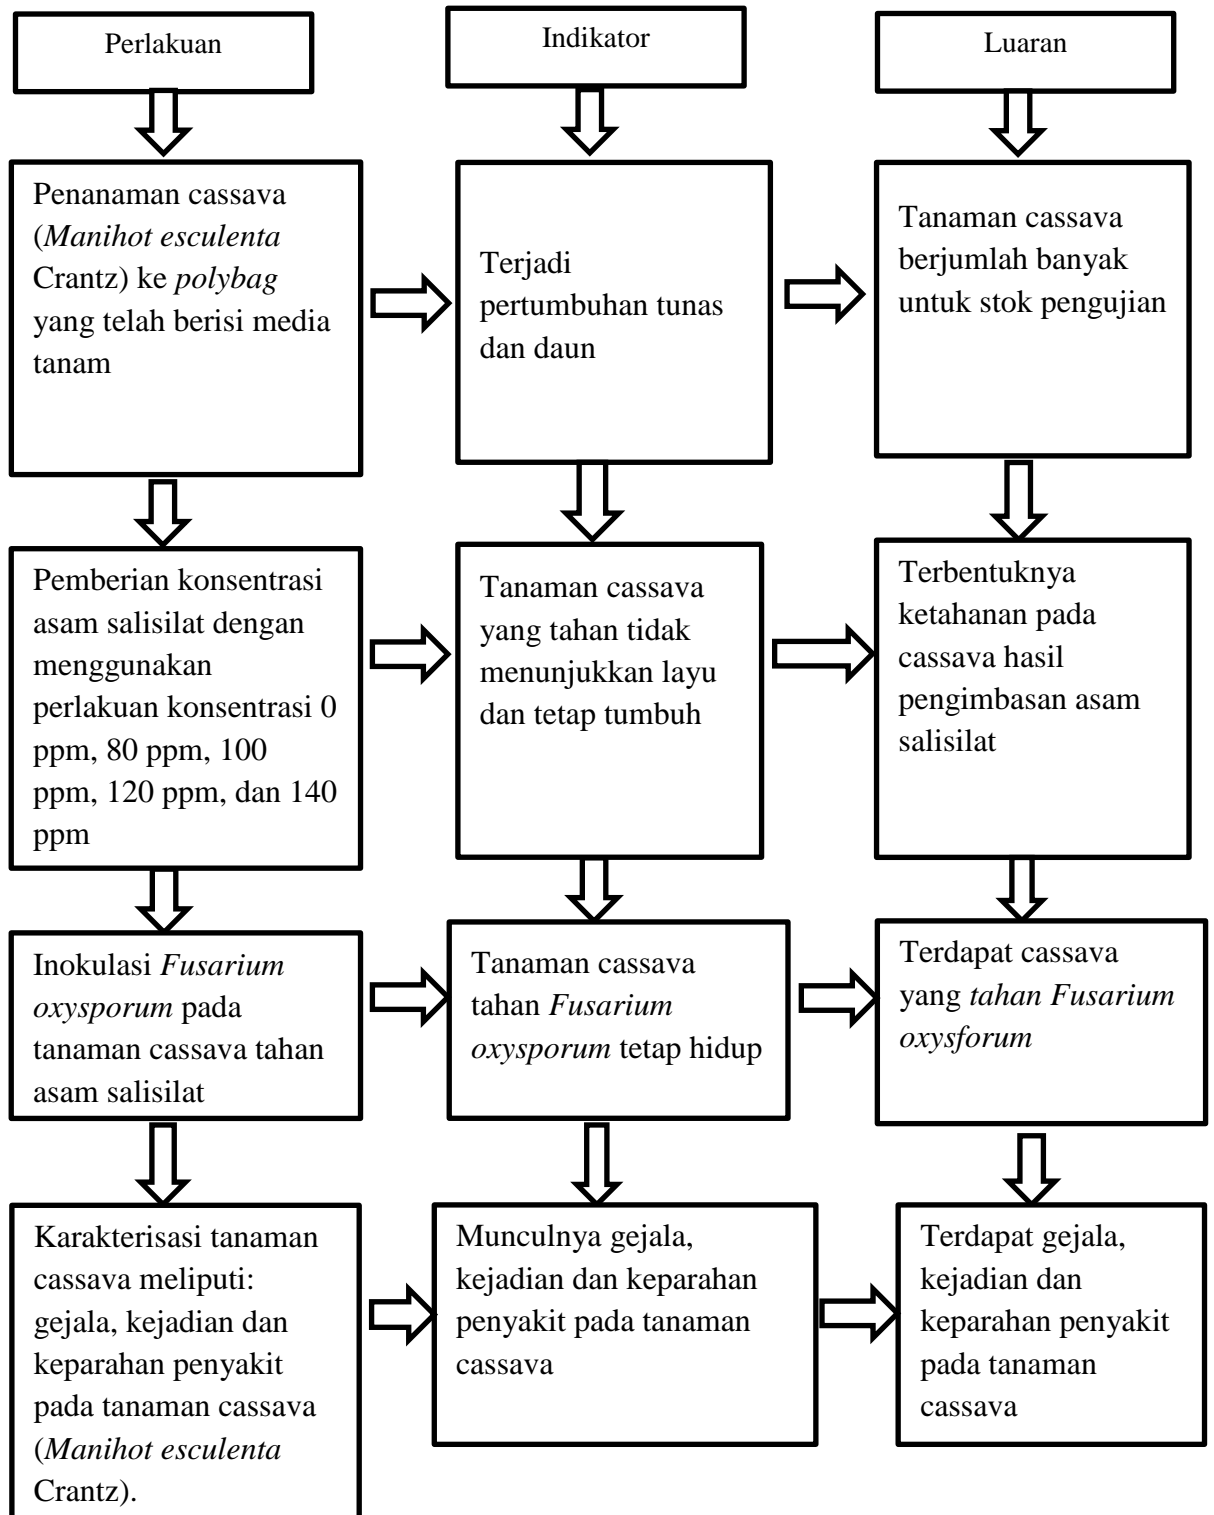 Perlakuan
Indikator
Luaran
Penanaman cassava
(Manihot esculenta
Crantz) ke polybag
yang telah berisi media
tanam
Terjadi
pertumbuhan tunas
dan daun
Tanaman cassava
berjumlah banyak
untuk stok pengujian
Pemberian konsentrasi
asam salisilat dengan
menggunakan
perlakuan konsentrasi 0
ppm, 80 ppm, 100
ppm, 120 ppm, dan 140
ppm
Tanaman cassava
yang tahan tidak
menunjukkan layu
dan tetap tumbuh
Terbentuknya
ketahanan pada
cassava hasil
pengimbasan asam
salisilat
Inokulasi Fusarium
oxysporum pada
tanaman cassava tahan
asam salisilat
Tanaman cassava
tahan Fusarium
oxysporum tetap hidup
Terdapat cassava
yang tahan Fusarium
oxysforum
Karakterisasi tanaman
cassava meliputi:
gejala, kejadian dan
keparahan penyakit
pada tanaman cassava
(Manihot esculenta
Crantz).
Munculnya gejala,
kejadian dan keparahan
penyakit pada tanaman
cassava
Terdapat gejala,
kejadian dan
keparahan penyakit
pada tanaman
cassava